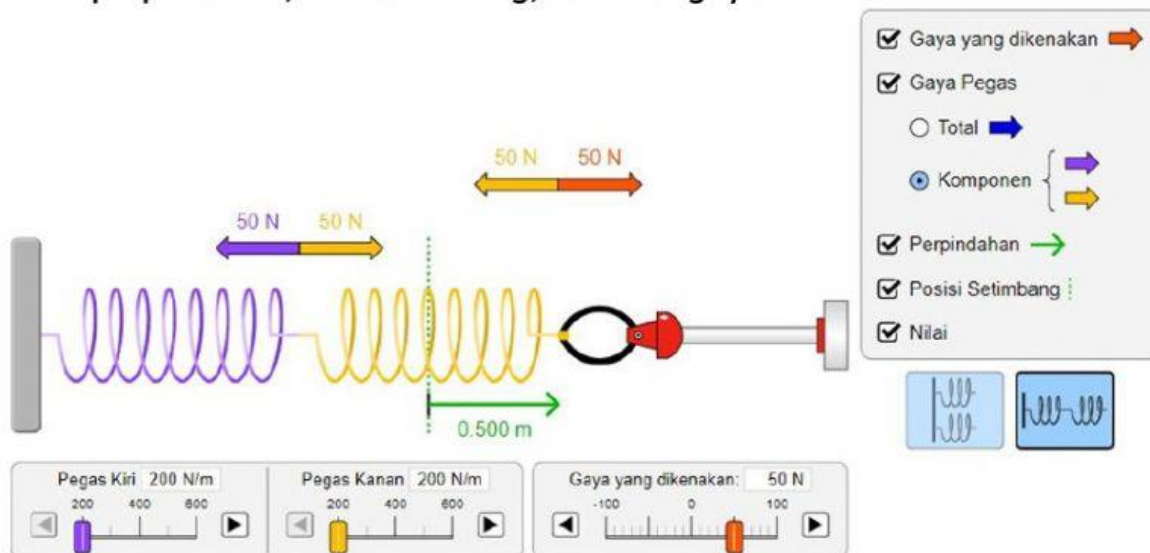 Gaya yang dikenakan
Gaya Pegas
Total
Komponen
Perpindahan
Posisi Setimbang
Nilai
50 N 50 N
50 N 50 N
0.500 m
Pegas Kiri 200 N/m
200 400 600
Pegas Kanan 200 N/m
200 400 600
Gaya yang dikenakan: 50 N
-100 0 100